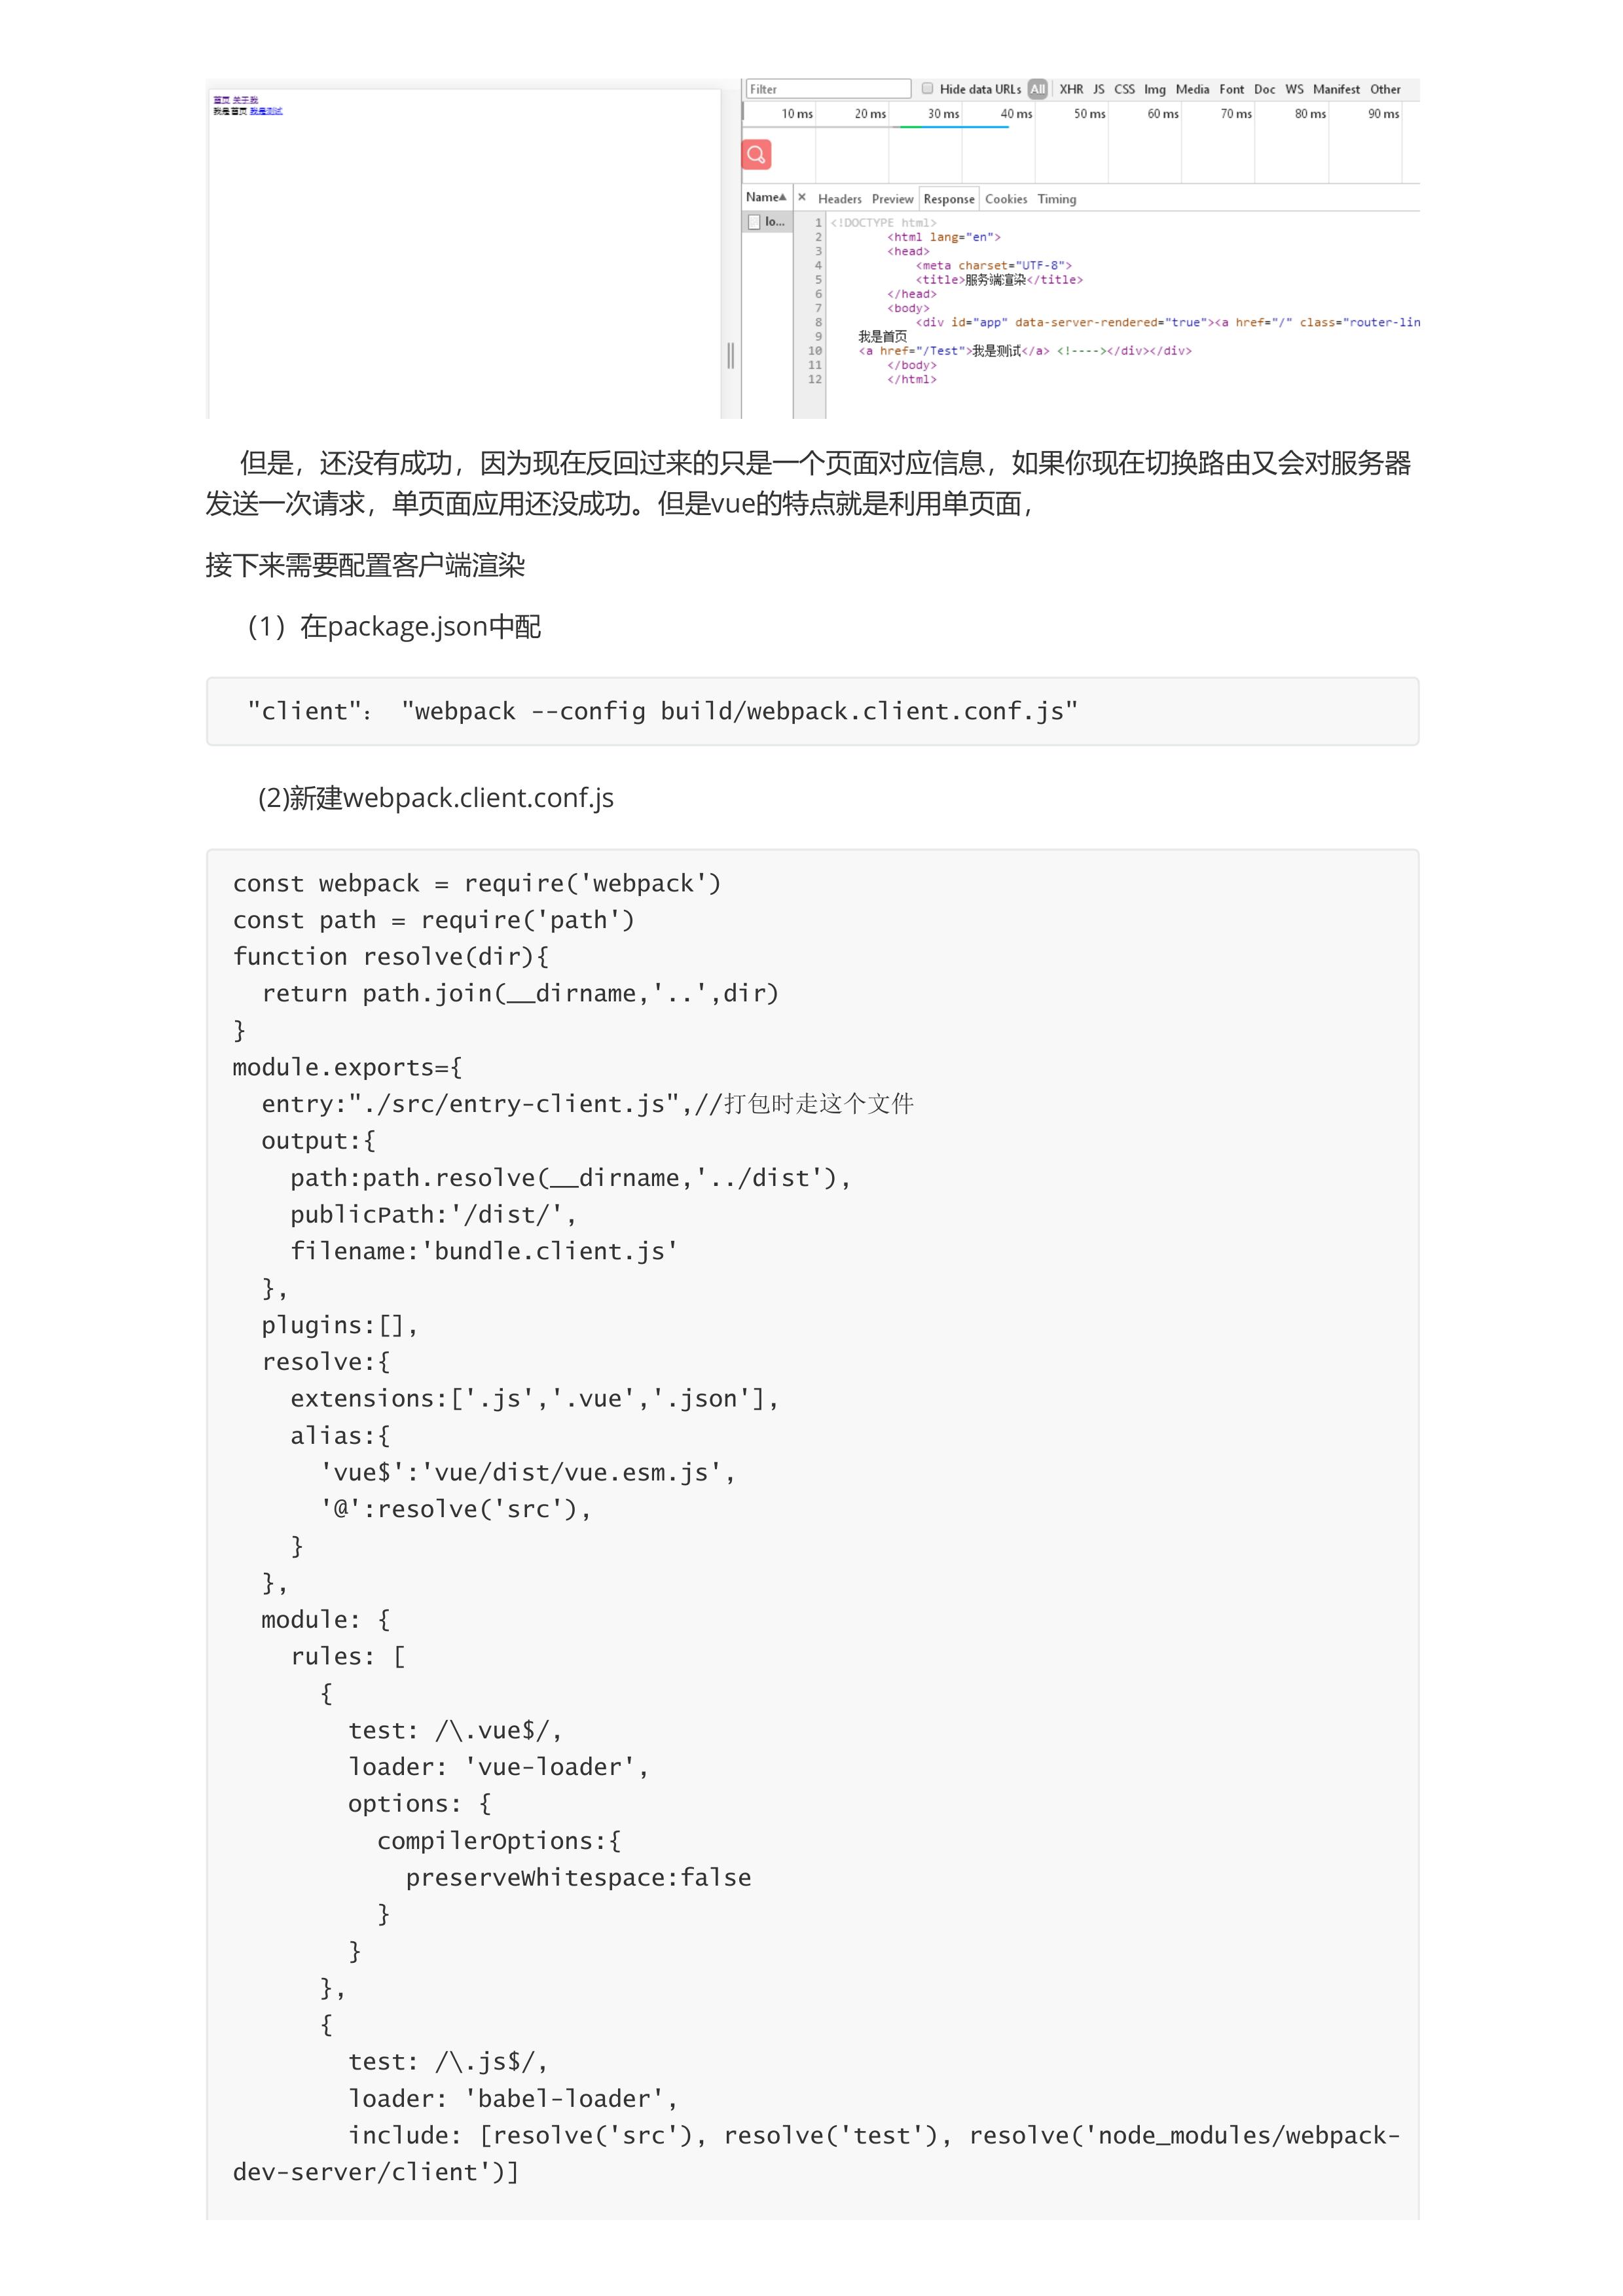 首页 关于我
我是首页 我是测试
Filter Hide data URLs All XHR JS CSS Img Media Font Doc WS Manifest Other
10 ms 20 ms 30 ms 40 ms 50 ms 60 ms 70 ms 80 ms 90 ms
Name▲ × Headers Preview Response Cookies Timing
lo...
1 <!DOCTYPE html>
2 <html lang="en">
3 <head>
4 <meta charset="UTF-8">
5 <title>服务端渲染</title>
6 </head>
7 <body>
8 <div id="app" data-server-rendered="true"><a href="/" class="router-lin
9 我是首页
10 <a href="/Test">我是测试</a> <!----></div></div>
11 </body>
12 </html>
但是，还没有成功，因为现在反回过来的只是一个页面对应信息，如果你现在切换路由又会对服务器
发送一次请求，单页面应用还没成功。但是vue的特点就是利用单页面，
接下来需要配置客户端渲染
（1）在package.json中配
"client"： "webpack --config build/webpack.client.conf.js"
(2)新建webpack.client.conf.js
const webpack = require('webpack')
const path = require('path')
function resolve(dir){
  return path.join(__dirname,'..',dir)
}
module.exports={
  entry:"./src/entry-client.js",//打包时走这个文件
  output:{
    path:path.resolve(__dirname,'../dist'),
    publicPath:'/dist/',
    filename:'bundle.client.js'
  },
  plugins:[],
  resolve:{
    extensions:['.js','.vue','.json'],
    alias:{
      'vue$':'vue/dist/vue.esm.js',
      '@':resolve('src'),
    }
  },
  module: {
    rules: [
      {
        test: /\.vue$/,
        loader: 'vue-loader',
        options: {
          compilerOptions:{
            preserveWhitespace:false
          }
        }
      },
      {
        test: /\.js$/,
        loader: 'babel-loader',
        include: [resolve('src'), resolve('test'), resolve('node_modules/webpack-
dev-server/client')]